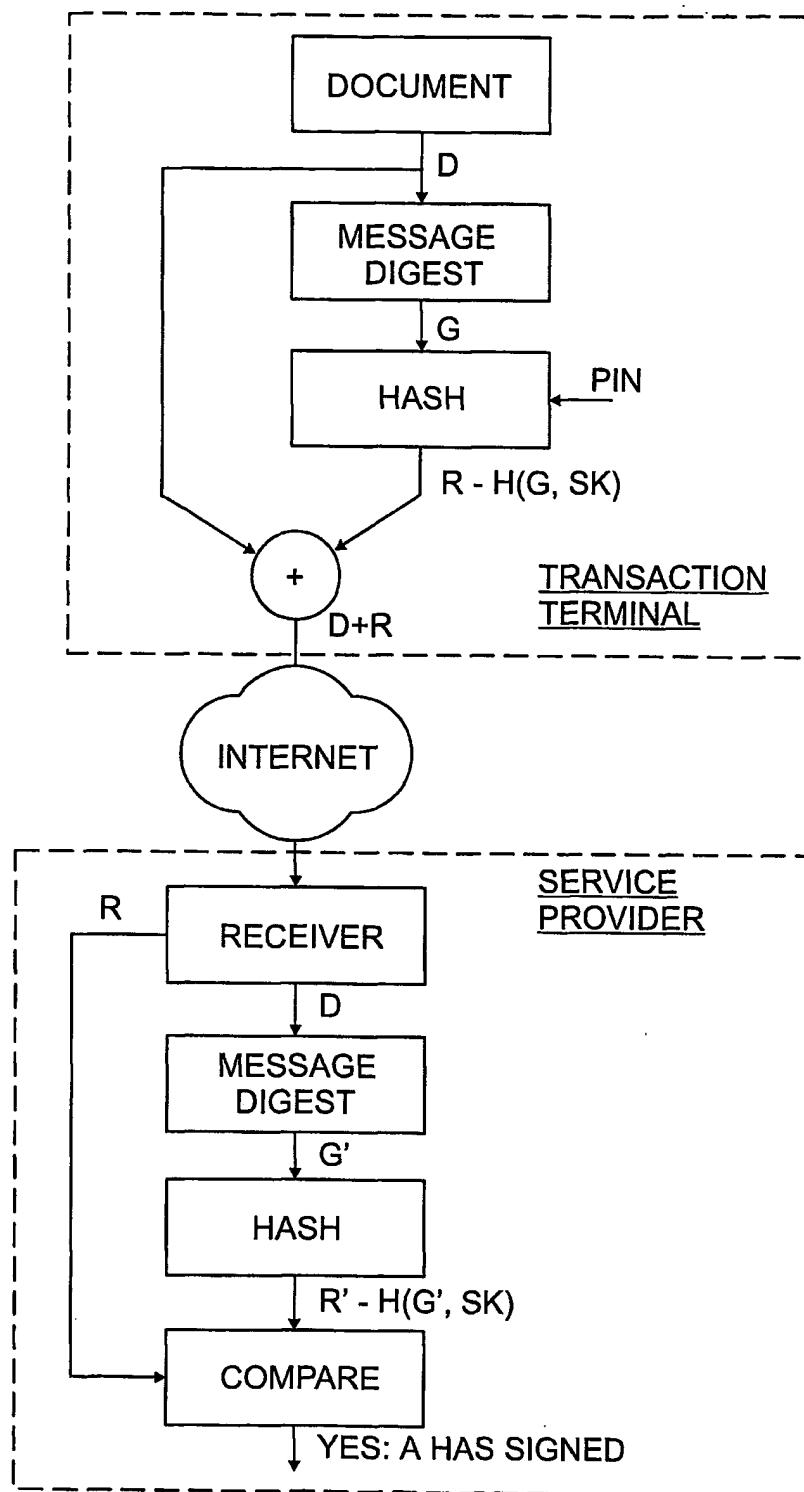 DOCUMENT
D
MESSAGE
DIGEST
G
HASH
PIN
R - H(G, SK)
+
D+R
TRANSACTION
TERMINAL
INTERNET
SERVICE
PROVIDER
R
RECEIVER
D
MESSAGE
DIGEST
G'
HASH
R' - H(G', SK)
COMPARE
YES: A HAS SIGNED